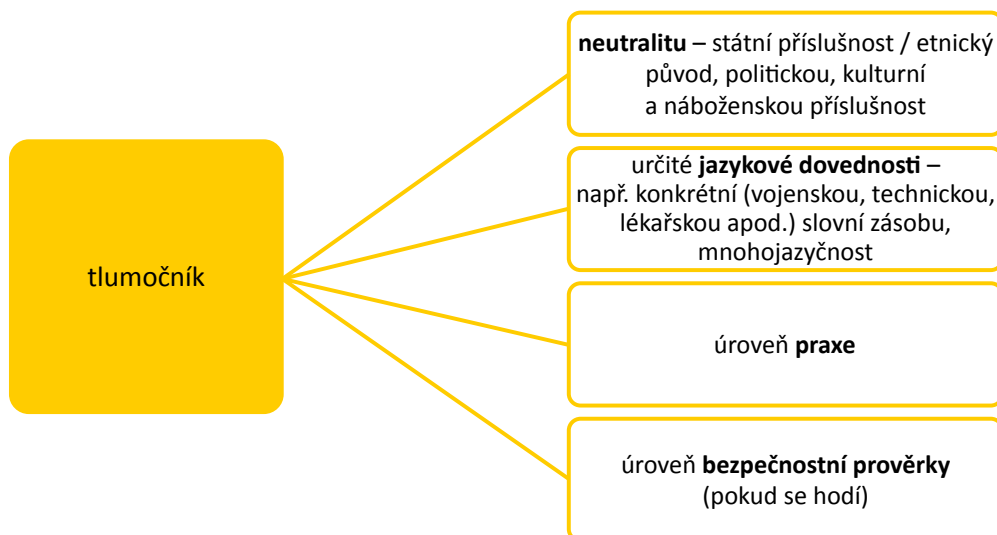 neutralitu – státní příslušnost / etnický
původ, politickou, kulturní
a náboženskou příslušnost
určité jazykové dovednosti –
např. konkrétní (vojenskou, technickou,
lékařskou apod.) slovní zásobu,
mnohojazyčnost
tlumočník
úroveň praxe
úroveň bezpečnostní prověrky
(pokud se hodí)